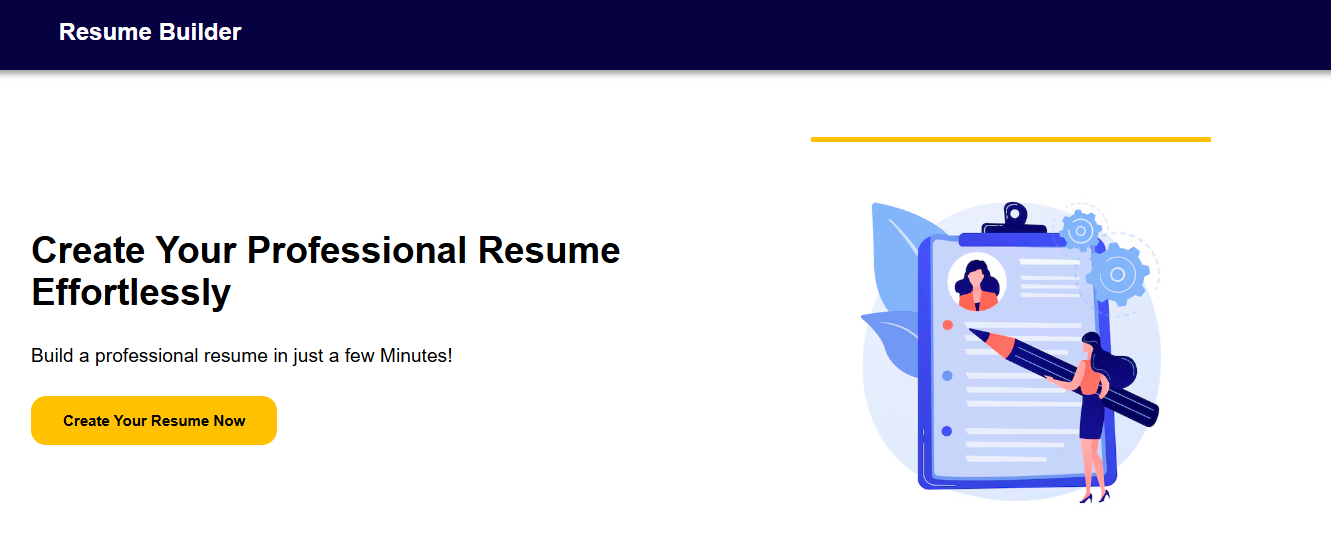 Resume Builder
Create Your Professional Resume
Effortlessly
Build a professional resume in just a few Minutes!
Create Your Resume Now